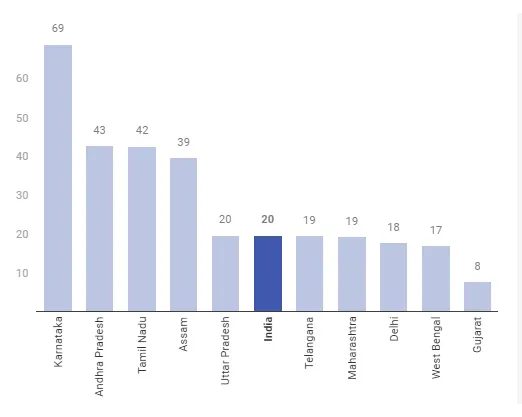 69
43
42
39
20
20
19
19
18
17
8
60
50
40
30
20
10
Karnataka
Andhra Pradesh
Tamil Nadu
Assam
Uttar Pradesh
India
Telangana
Maharashtra
Delhi
West Bengal
Gujarat